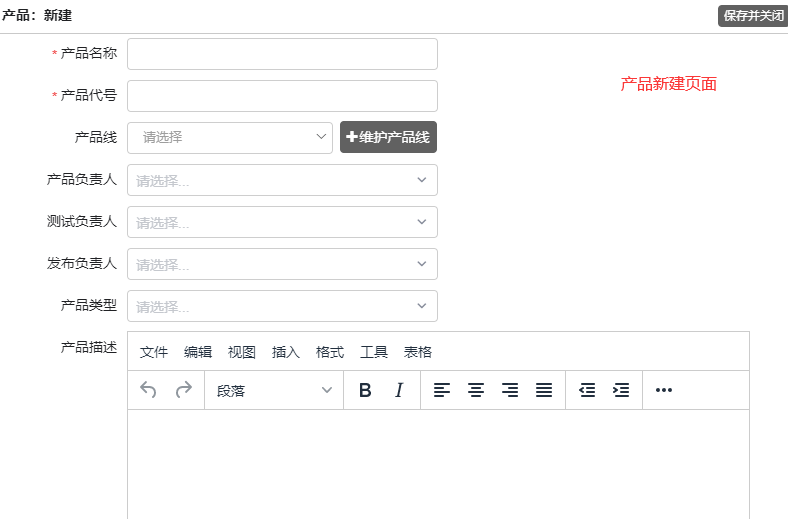 产品：新建 保存并关闭
* 产品名称
产品新建页面
* 产品代号
产品线 请选择 +维护产品线
产品负责人 请选择...
测试负责人 请选择...
发布负责人 请选择...
产品类型 请选择...
产品描述 文件 编辑 视图 插入 格式 工具 表格
段落 B I